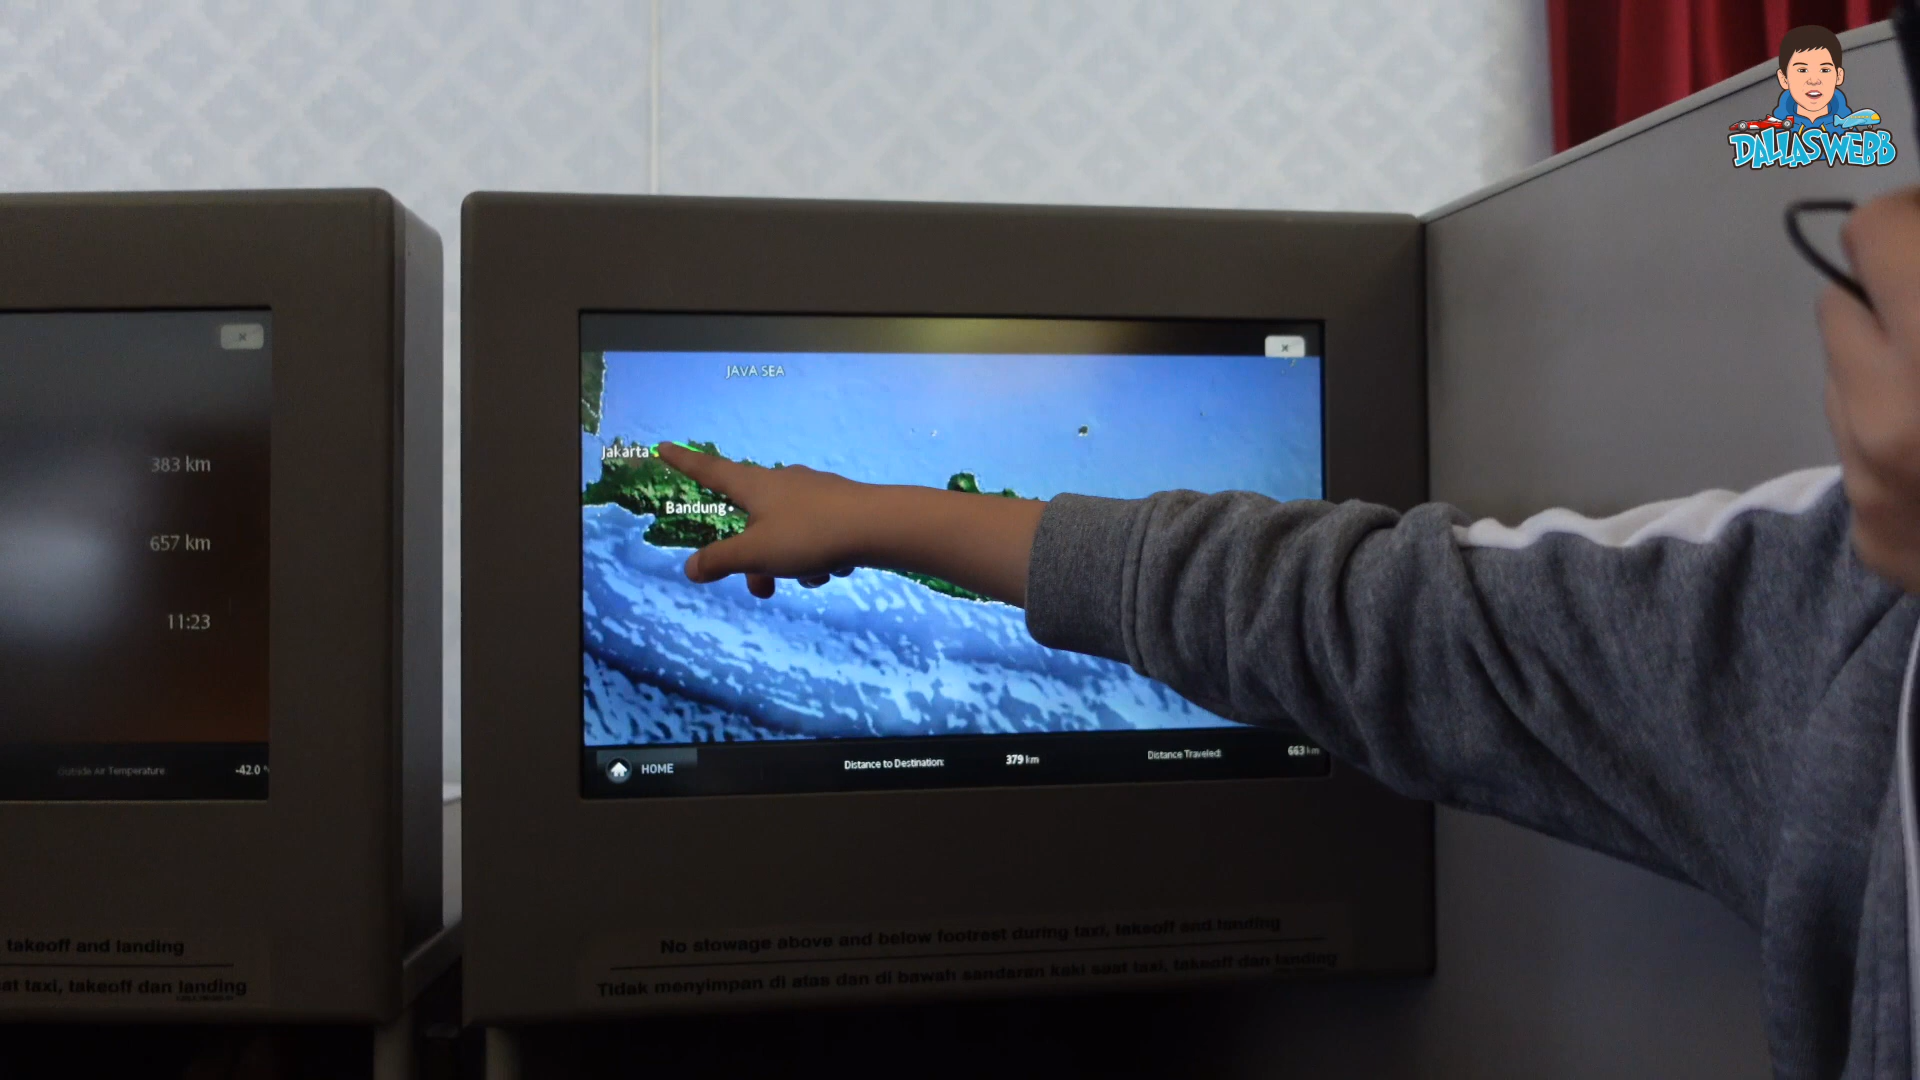 DALLAS WEBB
×
383 km
657 km
11:23
Outside Air Temperature:
-42.0 °
takeoff and landing
at taxi, takeoff dan landing
×
JAVA SEA
Jakarta
Bandung
HOME
Distance to Destination:
379 km
Distance Traveled:
663 km
No stowage above and below footrest during taxi, takeoff and landing
Tidak menyimpan di atas dan di bawah sandaran kaki saat taxi, takeoff dan landing